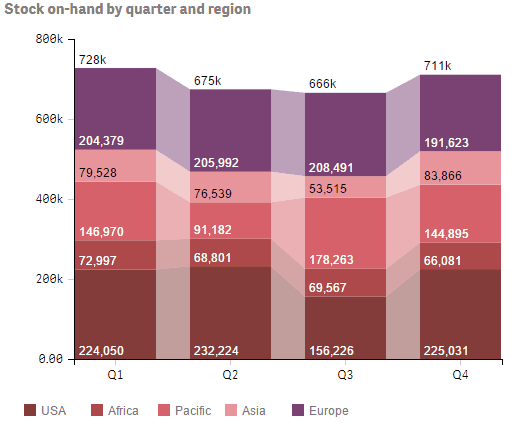 Stock on-hand by quarter and region
800k
728k
675k
666k
711k
600k
204,379
205,992
208,491
191,623
79,528
76,539
53,515
83,866
400k
146,970
91,182
178,263
144,895
72,997
68,801
69,567
66,081
200k
224,050
232,224
156,226
225,031
0.00
Q1 Q2 Q3 Q4
USA Africa Pacific Asia Europe